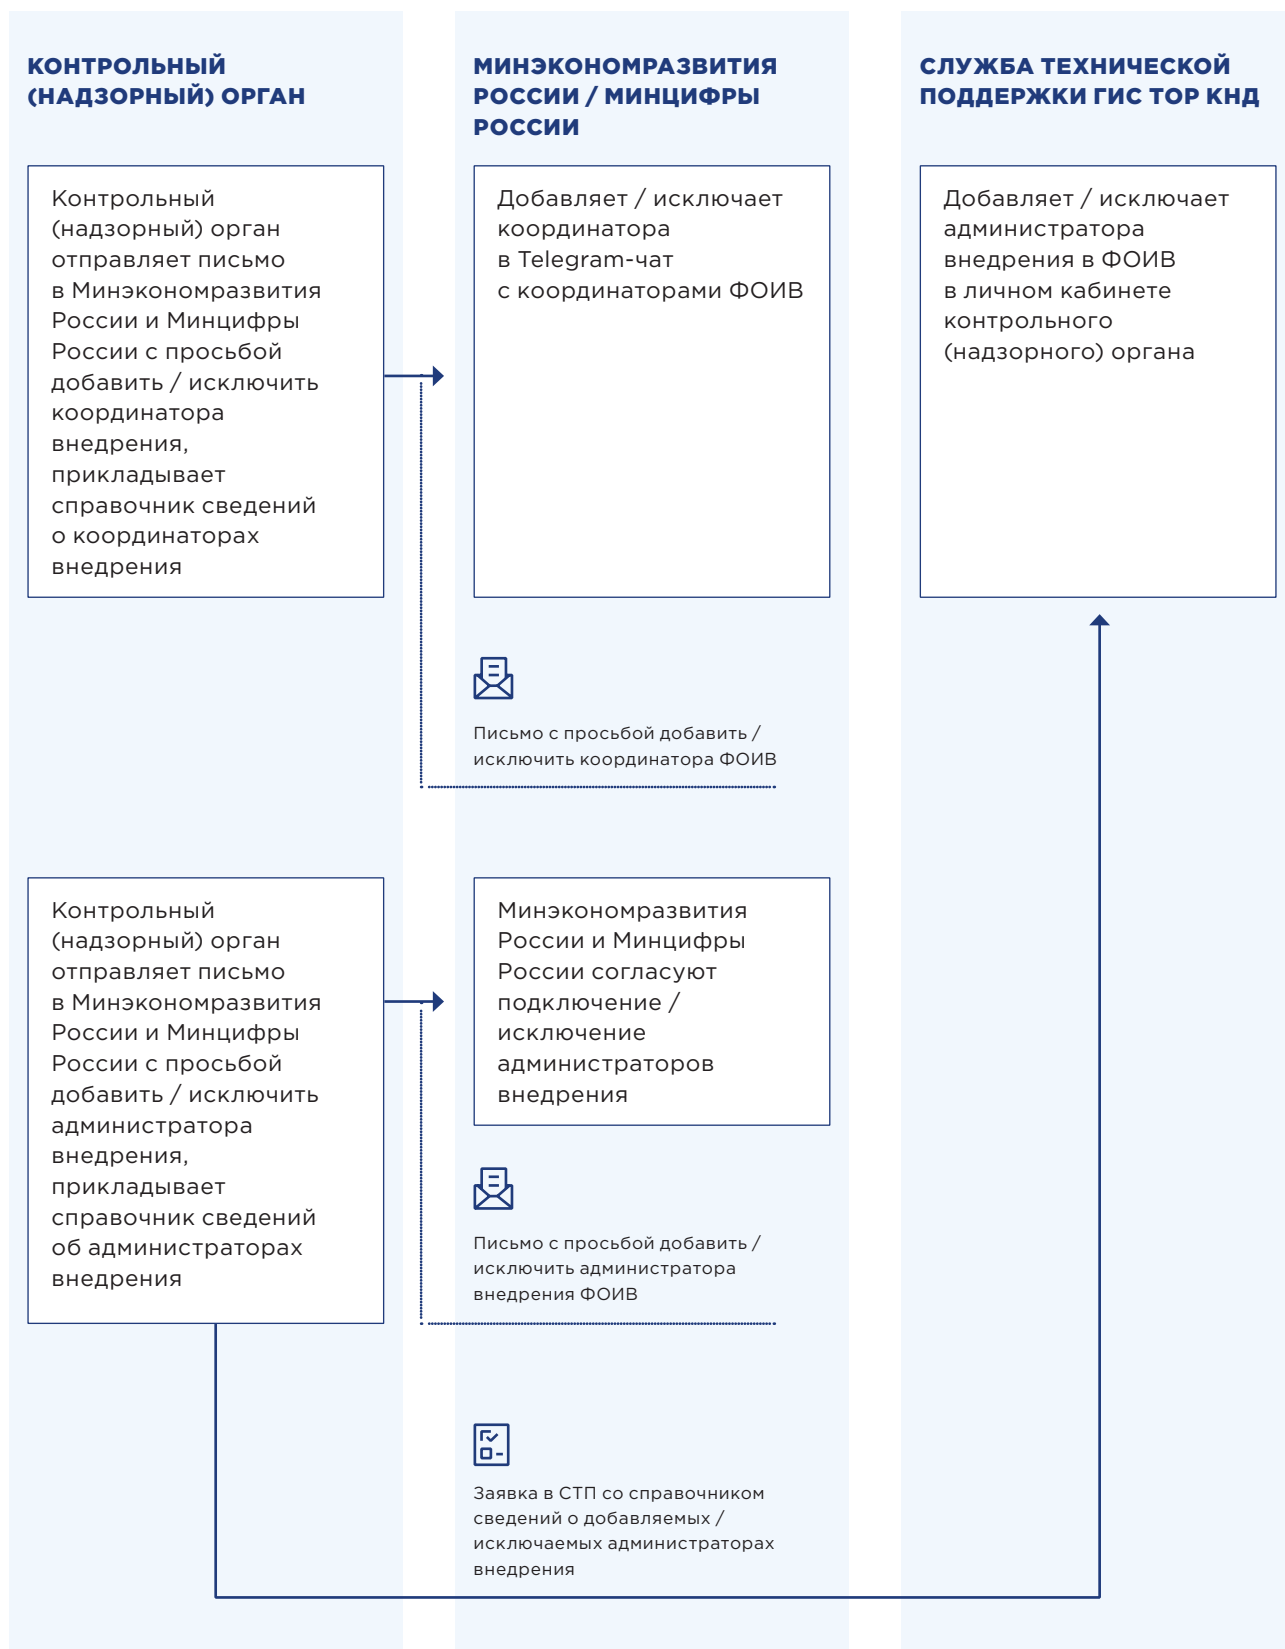 КОНТРОЛЬНЫЙ
(НАДЗОРНЫЙ) ОРГАН
МИНЭКОНОМРАЗВИТИЯ
РОССИИ / МИНЦИФРЫ
РОССИИ
СЛУЖБА ТЕХНИЧЕСКОЙ
ПОДДЕРЖКИ ГИС ТОР КНД
Контрольный
(надзорный) орган
отправляет письмо
в Минэкономразвития
России и Минцифры
России с просьбой
добавить / исключить
координатора
внедрения,
прикладывает
справочник сведений
о координаторах
внедрения
Добавляет / исключает
координатора
в Telegram-чат
с координаторами ФОИВ
Добавляет / исключает
администратора
внедрения в ФОИВ
в личном кабинете
контрольного
(надзорного) органа
Письмо с просьбой добавить /
исключить координатора ФОИВ
Контрольный
(надзорный) орган
отправляет письмо
в Минэкономразвития
России и Минцифры
России с просьбой
добавить / исключить
администратора
внедрения,
прикладывает
справочник сведений
об администраторах
внедрения
Минэкономразвития
России и Минцифры
России согласуют
подключение /
исключение
администраторов
внедрения
Письмо с просьбой добавить /
исключить администратора
внедрения ФОИВ
Заявка в СТП со справочником
сведений о добавляемых /
исключаемых администраторах
внедрения